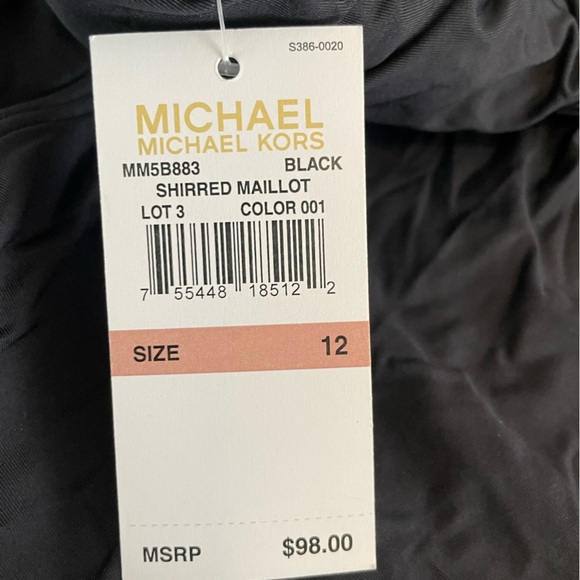 S386-0020
MICHAEL
MICHAEL KORS
MM5B883 BLACK
SHIRRED MAILLOT
LOT 3 COLOR 001
7 55448 18512 2
SIZE 12
MSRP $98.00